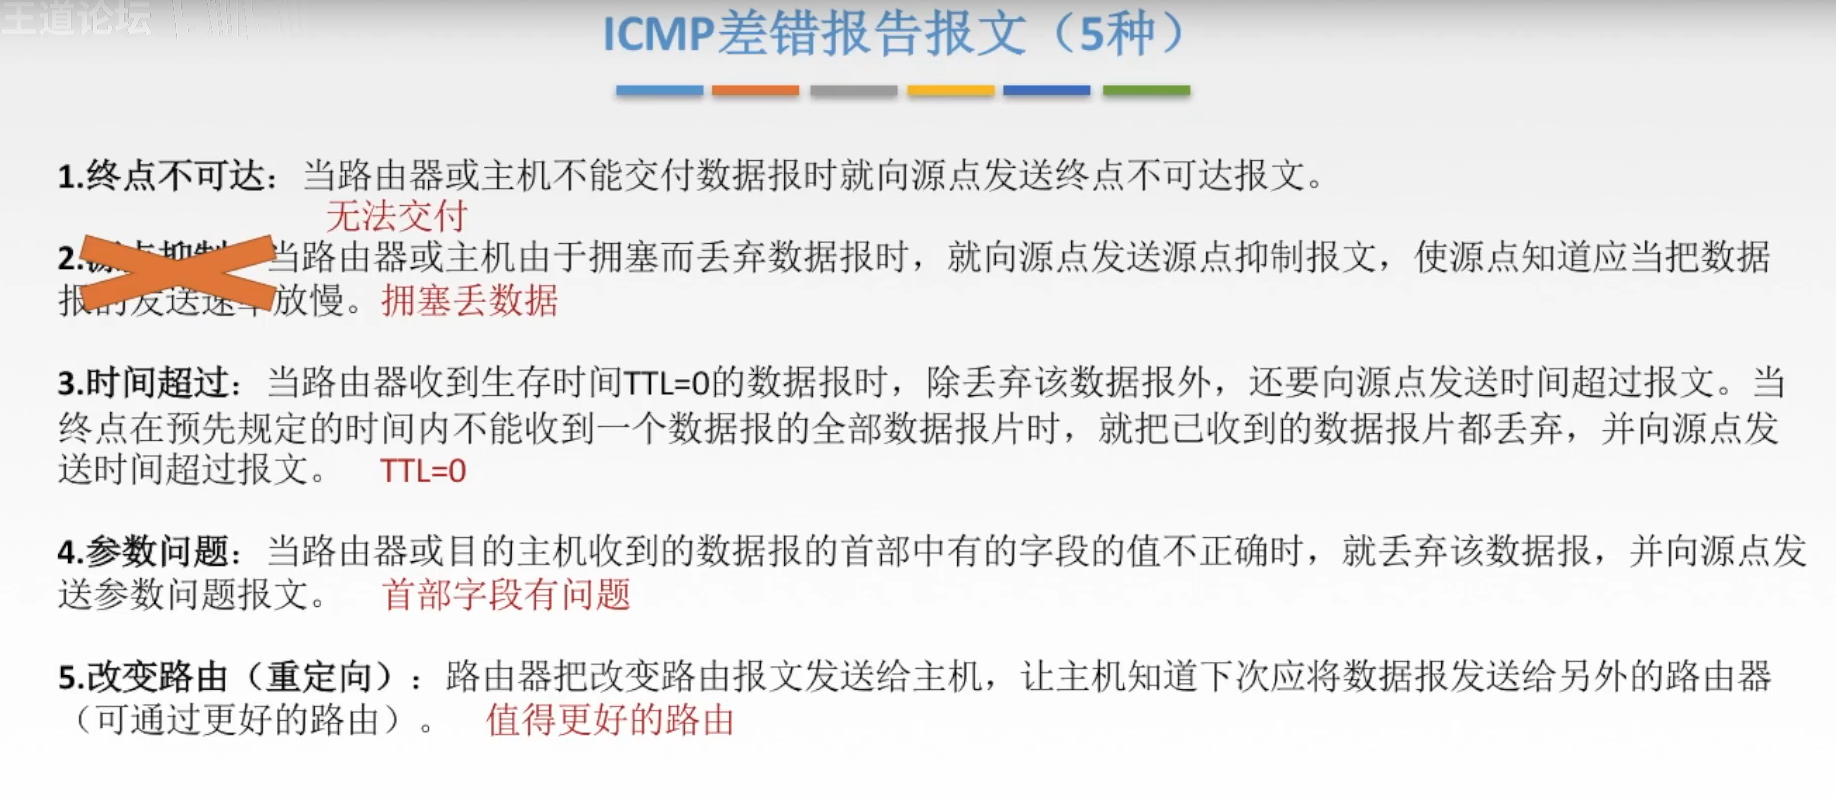 王道论坛
ICMP差错报告报文（5种）
1.终点不可达：当路由器或主机不能交付数据报时就向源点发送终点不可达报文。
无法交付
2.源点抑制：当路由器或主机由于拥塞而丢弃数据报时，就向源点发送源点抑制报文，使源点知道应当把数据
报的发送速率放慢。拥塞丢数据
3.时间超过：当路由器收到生存时间TTL=0的数据报时，除丢弃该数据报外，还要向源点发送时间超过报文。当
终点在预先规定的时间内不能收到一个数据报的全部数据报片时，就把已收到的数据报片都丢弃，并向源点发
送时间超过报文。 TTL=0
4.参数问题：当路由器或目的主机收到的数据报的首部中有的字段的值不正确时，就丢弃该数据报，并向源点发
送参数问题报文。 首部字段有问题
5.改变路由（重定向）：路由器把改变路由报文发送给主机，让主机知道下次应将数据报发送给另外的路由器
（可通过更好的路由）。 值得更好的路由